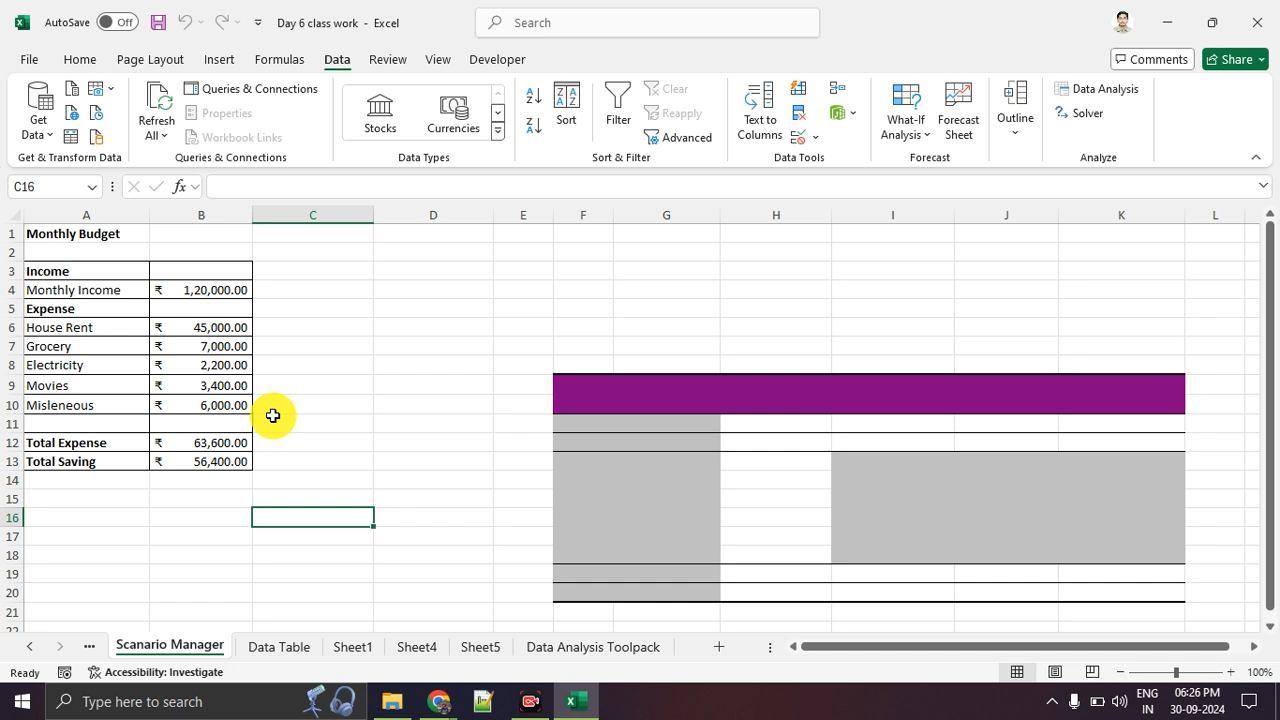 AutoSave Off Day 6 class work - Excel Search
File Home Page Layout Insert Formulas Data Review View Developer Comments Share
Get Data Refresh All Queries & Connections Properties Workbook Links Stocks Currencies Sort Filter Clear Reapply Advanced Text to Columns What-If Analysis Forecast Sheet Outline Data Analysis Solver
Get & Transform Data Queries & Connections Data Types Sort & Filter Data Tools Forecast Analyze
C16 fx
A B C D E F G H I J K L
1 Monthly Budget
2
3 Income
4 Monthly Income ₹ 1,20,000.00
5 Expense
6 House Rent ₹ 45,000.00
7 Grocery ₹ 7,000.00
8 Electricity ₹ 2,200.00
9 Movies ₹ 3,400.00
10 Misleneous ₹ 6,000.00
11
12 Total Expense ₹ 63,600.00
13 Total Saving ₹ 56,400.00
14
15
16
17
18
19
20
21
22
Scanario Manager Data Table Sheet1 Sheet4 Sheet5 Data Analysis Toolpack
Ready Accessibility: Investigate 100%
Type here to search ENG IN 06:26 PM 30-09-2024